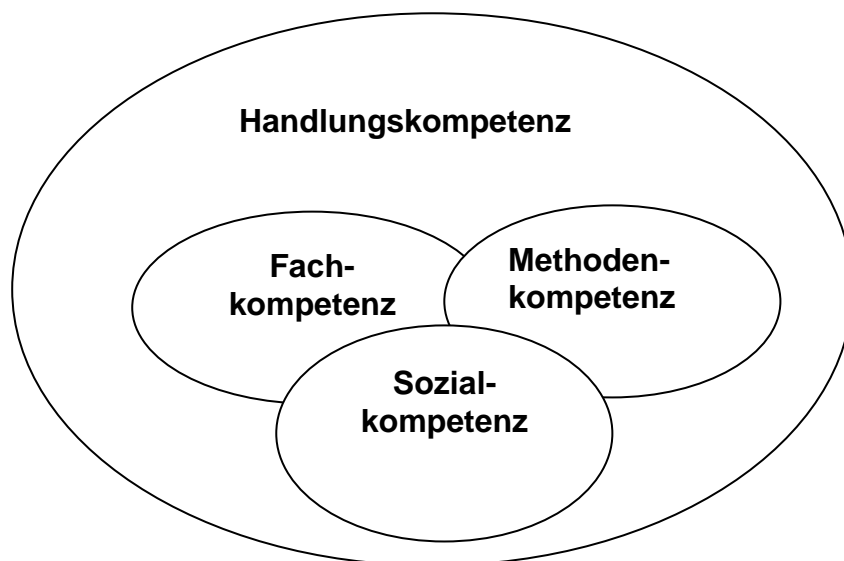 Handlungskompetenz
Fach-
kompetenz
Methoden-
kompetenz
Sozial-
kompetenz